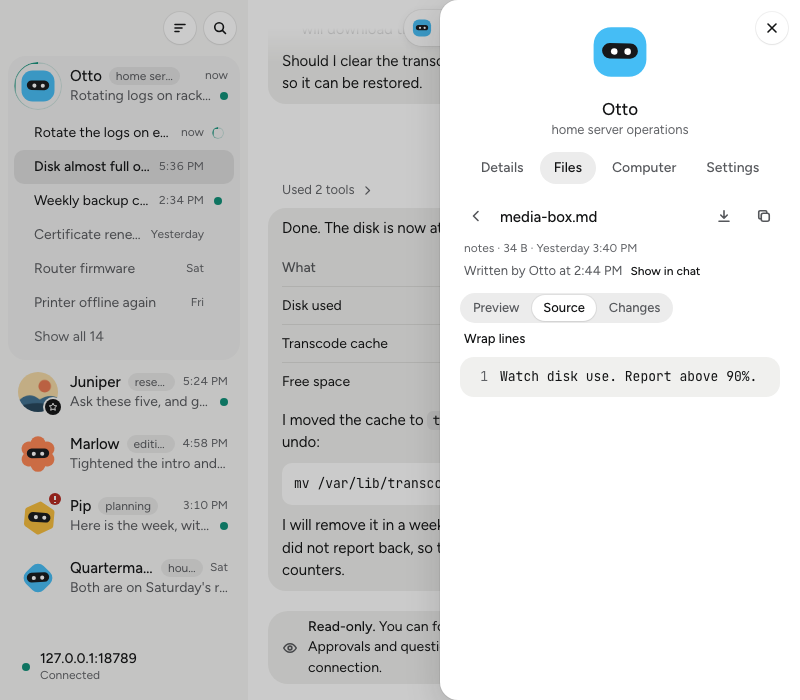 Otto
home ser...
now
Rotating logs on rack...
Rotate the logs on e...
now
Disk almost full o...
5:36 PM
Weekly backup c...
2:34 PM
Certificate rene...
Yesterday
Router firmware
Sat
Printer offline again
Fri
Show all 14
Juniper
rese...
5:24 PM
Ask these five, and g...
Marlow
editi...
4:58 PM
Tightened the intro and...
Pip
planning
3:10 PM
Here is the week, wit...
Quarterma...
hou...
Sat
Both are on Saturday's r...
127.0.0.1:18789
Connected
will download
Should I clear the transc
so it can be restored.
Used 2 tools
Done. The disk is now at
What
Disk used
Transcode cache
Free space
I moved the cache to
undo:
mv /var/lib/transco
I will remove it in a week
did not report back, so t
counters.
Read-only. You can fo
Approvals and questi
connection.
Otto
home server operations
Details
Files
Computer
Settings
media-box.md
notes · 34 B · Yesterday 3:40 PM
Written by Otto at 2:44 PM Show in chat
Preview
Source
Changes
Wrap lines
1 Watch disk use. Report above 90%.